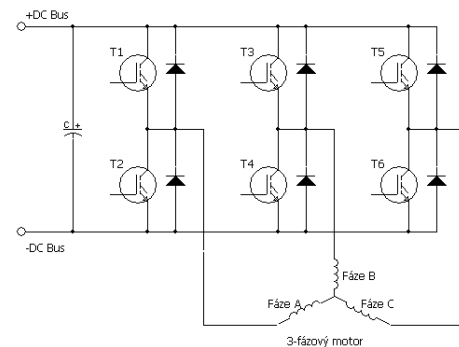 +DC Bus
T1
T3
T5
C +
T2
T4
T6
-DC Bus
Fáze B
Fáze A
Fáze C
3-fázový motor